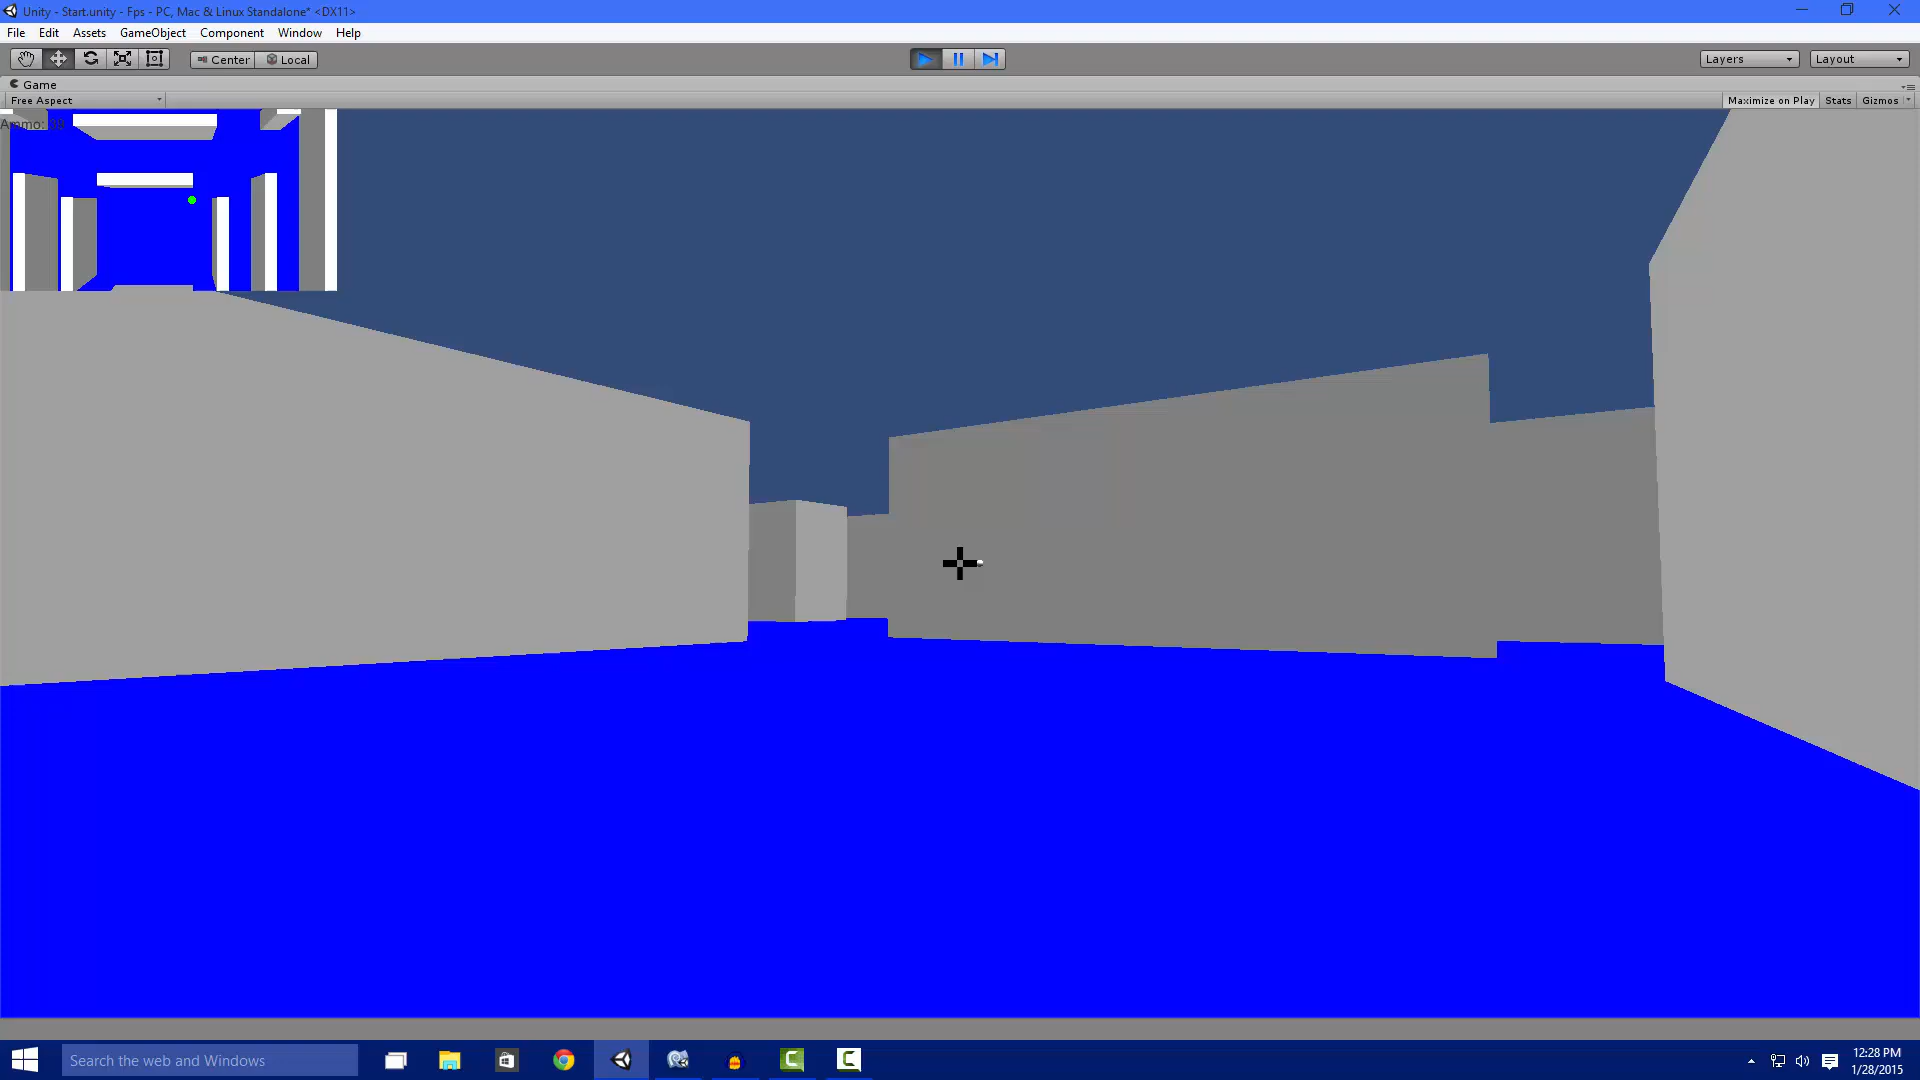 Unity - Start.unity - Fps - PC, Mac & Linux Standalone* <DX11>
File Edit Assets GameObject Component Window Help
Center Local Layers Layout
Game
Free Aspect Maximize on Play Stats Gizmos
Ammo:
Search the web and Windows
12:28 PM
1/28/2015